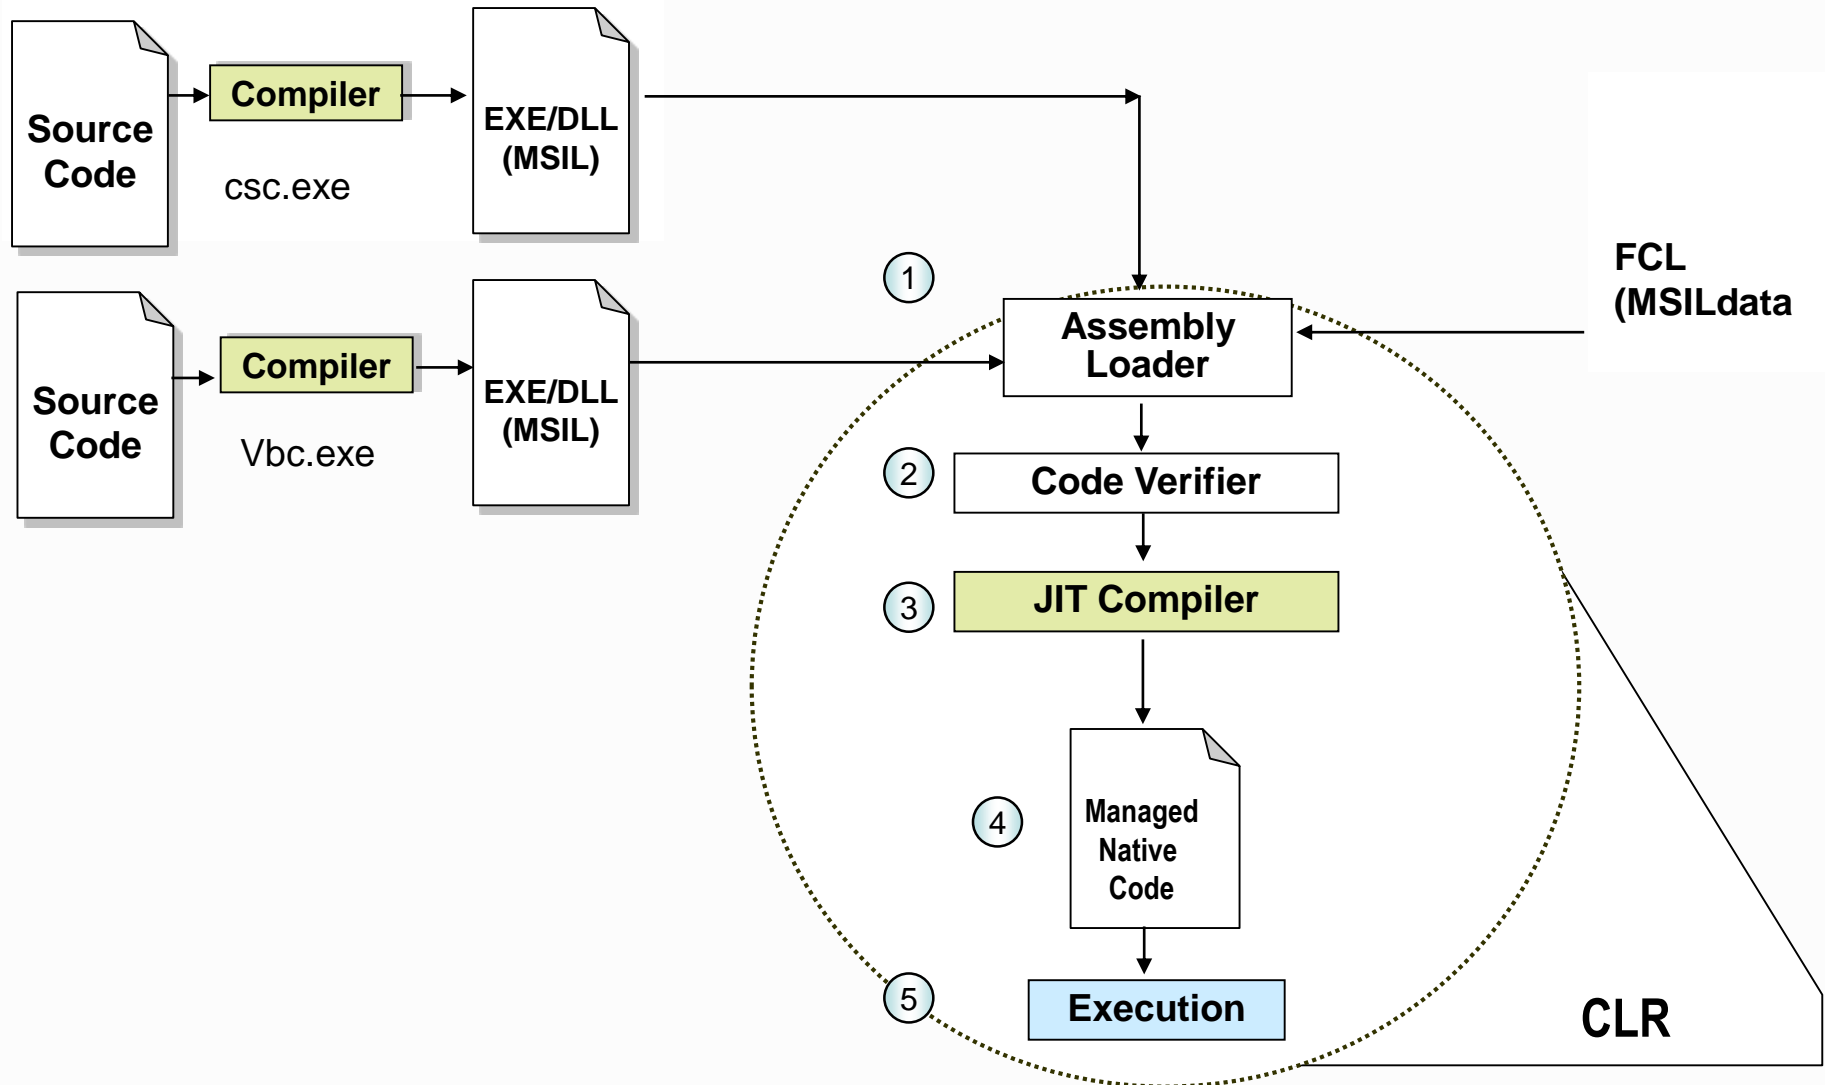 Source
Code
Compiler
csc.exe
EXE/DLL
(MSIL)
Source
Code
Compiler
Vbc.exe
EXE/DLL
(MSIL)
FCL
(MSILdata
1
Assembly
Loader
2
Code Verifier
3
JIT Compiler
4
Managed
Native
Code
5
Execution
CLR